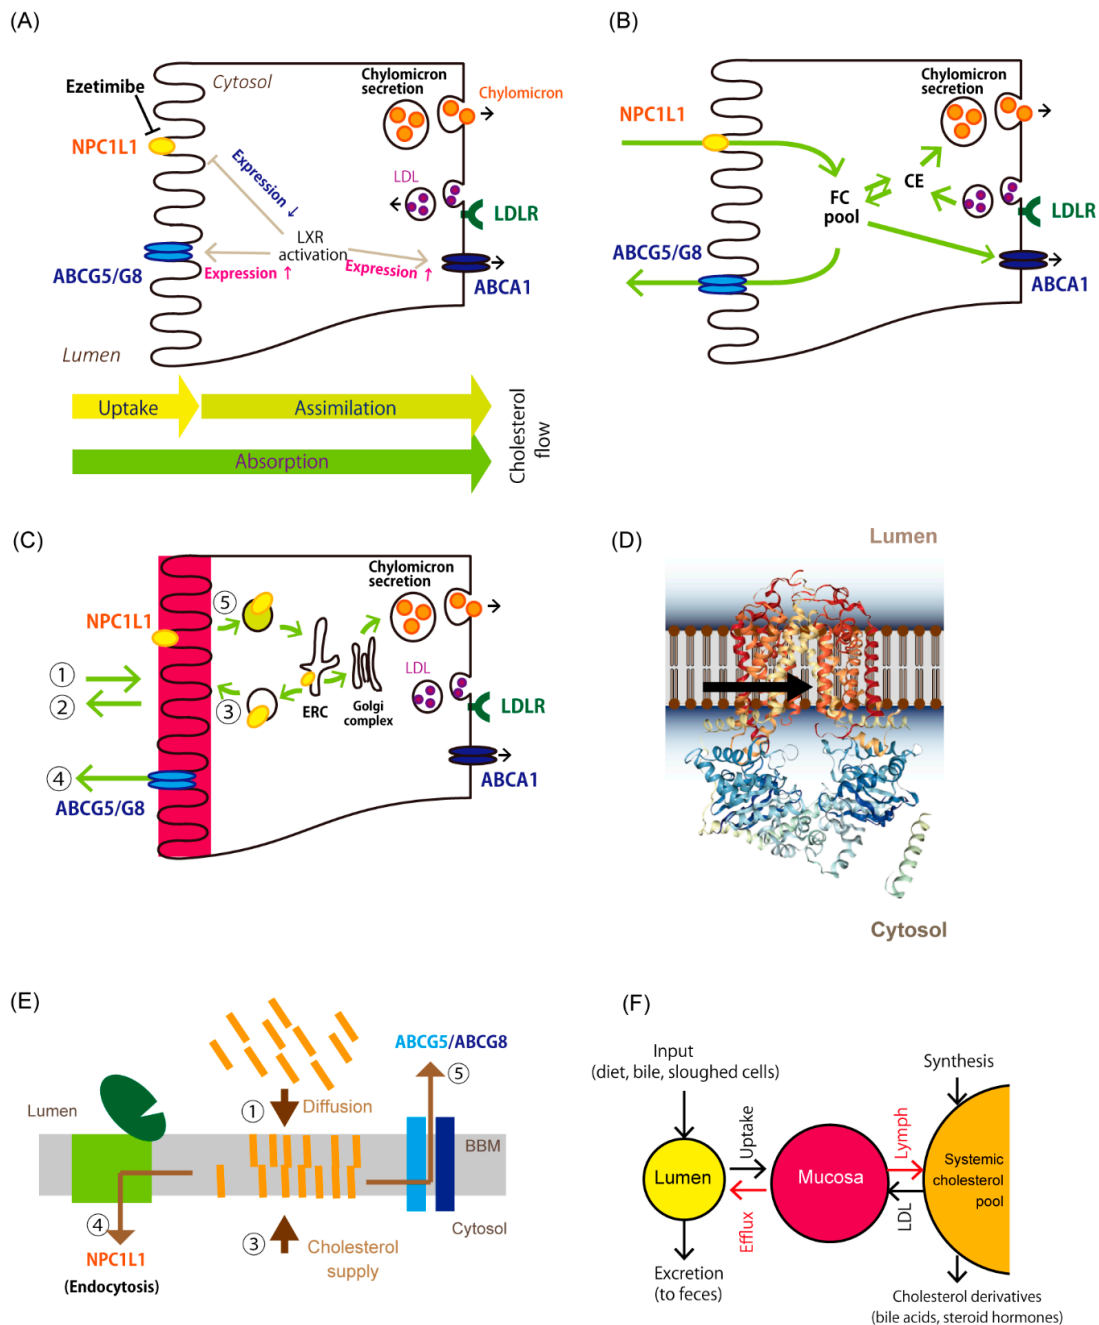 (A)
Ezetimibe
Cytosol
Chylomicron
secretion
Chylomicron
NPC1L1
Expression ↓
LDL
LDLR
LXR
activation
ABCG5/G8
Expression ↑
Expression ↑
ABCA1
Lumen
Uptake
Assimilation
Absorption
Cholesterol
flow
(B)
Chylomicron
secretion
NPC1L1
CE
FC
pool
LDLR
ABCG5/G8
ABCA1
(C)
Chylomicron
secretion
⑤
NPC1L1
①
②
③
LDL
ERC
Golgi
complex
LDLR
④
ABCG5/G8
ABCA1
(D)
Lumen
Cytosol
(E)
ABCG5/ABCG8
⑤
Lumen
①
Diffusion
BBM
④
Cytosol
③
Cholesterol
supply
NPC1L1
(Endocytosis)
(F)
Input
(diet, bile, sloughed cells)
Synthesis
Uptake
Lymph
Lumen
Mucosa
Systemic
cholesterol
pool
Efflux
LDL
Excretion
(to feces)
Cholesterol derivatives
(bile acids, steroid hormones)